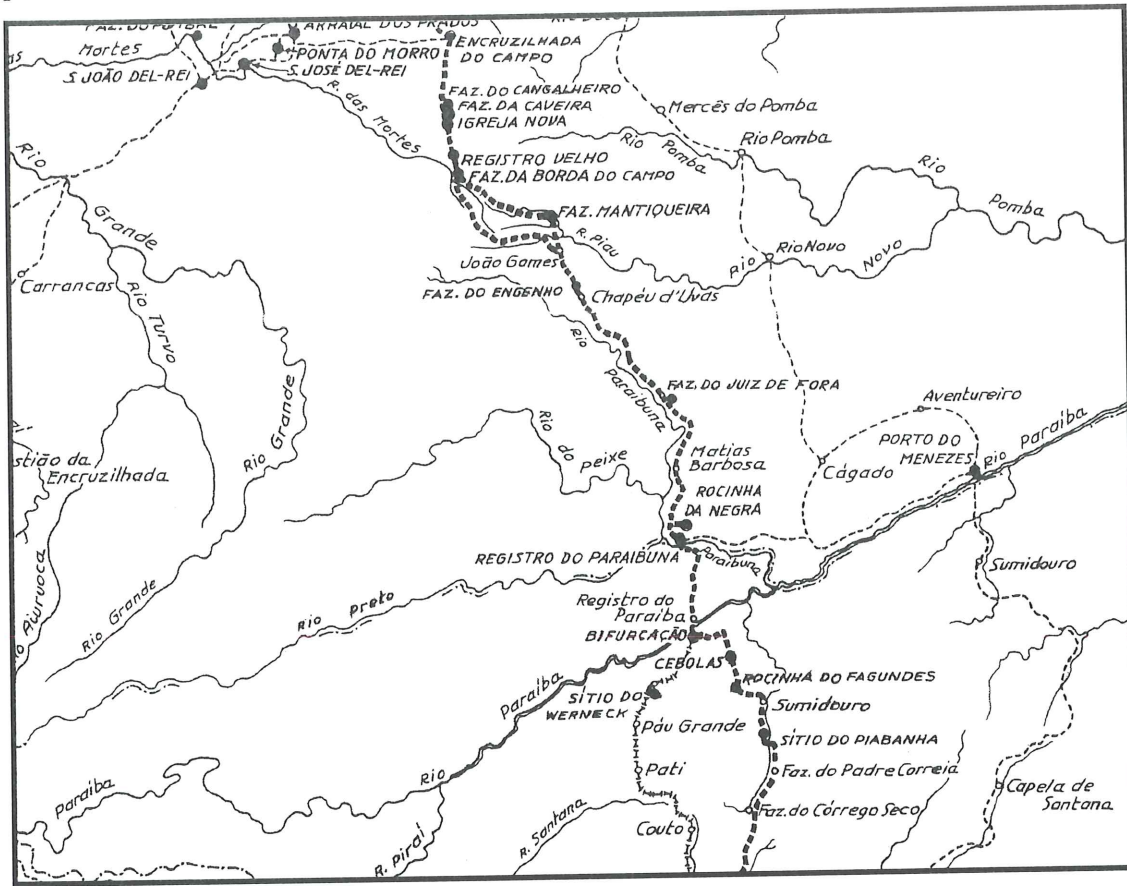 ARRAIAL DOS PRADOS
Mortes
PONTA DO MORRO
S. JOÃO DEL-REI
S. JOSÉ DEL-REI
ENCRUZILHADA
DO CAMPO
R. das Mortes
FAZ. DO CANGALHEIRO
FAZ. DA CAVEIRA
IGREJA NOVA
Mercês do Pomba
Rio Pomba
Rio Pomba
Rio Pomba
REGISTRO VELHO
FAZ. DA BORDA DO CAMPO
FAZ. MANTIQUEIRA
Rio Grande
R. Piau
João Gomes
Rio Novo
Rio Novo
Carrancas
FAZ. DO ENGENHO
Chapéu d'Uvas
Rio Turvo
Rio Paraibuna
FAZ. DO JUIZ DE FORA
Aventureiro
Rio Grande
Rio do Peixe
Matias
Barbosa
PORTO DO
MENEZES
Rio Paraíba
stião da
Encruzilhada
Cágado
ROCINHA
DA NEGRA
REGISTRO DO PARAIBUNA
Paraibuna
Sumidouro
o Aiuruoca
Rio Grande
Rio Preto
Registro do
Paraíba
BIFURCAÇÃO
CEBOLAS
ROCINHA DO FAGUNDES
Paraíba
SÍTIO DO
WERNECK
Sumidouro
Páu Grande
SÍTIO DO PIABANHA
Pati
Faz. do Padre Correia
Paraíba
Rio
Capela de
Santana
Faz. do Córrego Seco
R. Santana
Couto
R. Piraí